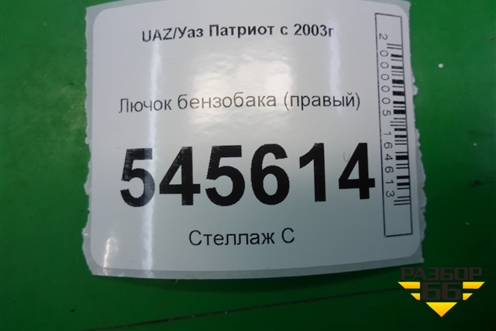 UAZ/Уаз Патриот с 2003г
Лючок бензобака (правый)
545614
Стеллаж С
2000005164613
РАЗБОР
66